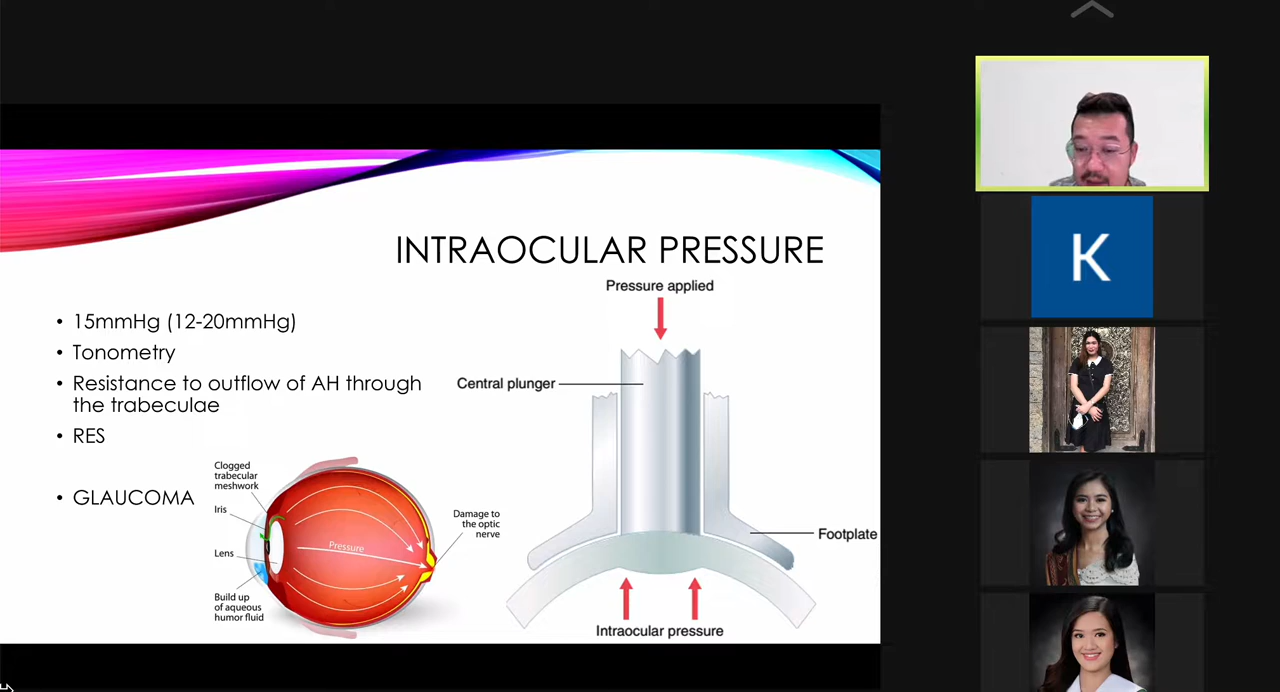 INTRAOCULAR PRESSURE
• 15mmHg (12-20mmHg)
• Tonometry
• Resistance to outflow of AH through
the trabeculae
• RES
• GLAUCOMA
Clogged
trabecular
meshwork
Iris
Lens
Build up
of aqueous
humor fluid
Pressure
Damage to
the optic
nerve
Pressure applied
Central plunger
Footplate
Intraocular pressure
K